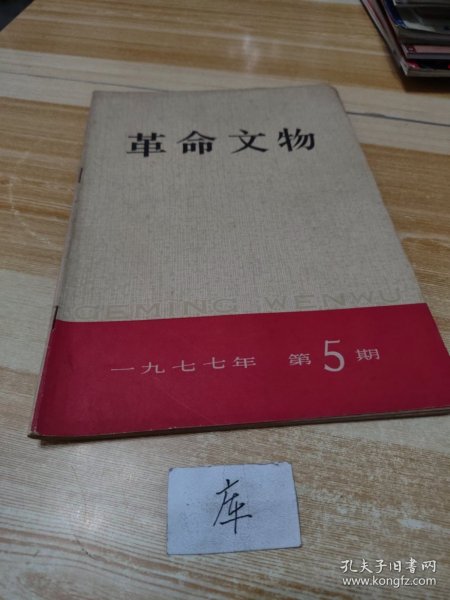 革命文物
GEMING WENWU
一九七七年 第5期
库
孔夫子旧书网
www.kongfz.com